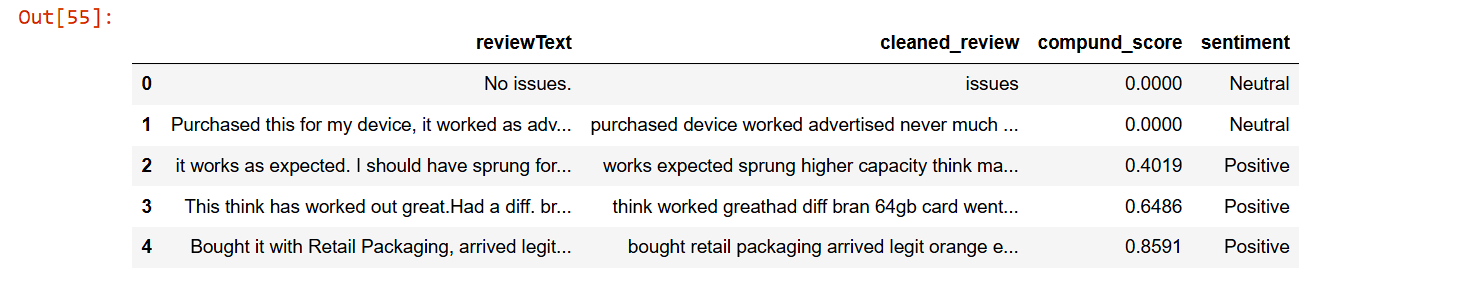 Out[55]:
reviewText cleaned_review compund_score sentiment
0 No issues. issues 0.0000 Neutral
1 Purchased this for my device, it worked as adv... purchased device worked advertised never much ... 0.0000 Neutral
2 it works as expected. I should have sprung for... works expected sprung higher capacity think ma... 0.4019 Positive
3 This think has worked out great.Had a diff. br... think worked greathad diff bran 64gb card went... 0.6486 Positive
4 Bought it with Retail Packaging, arrived legit... bought retail packaging arrived legit orange e... 0.8591 Positive